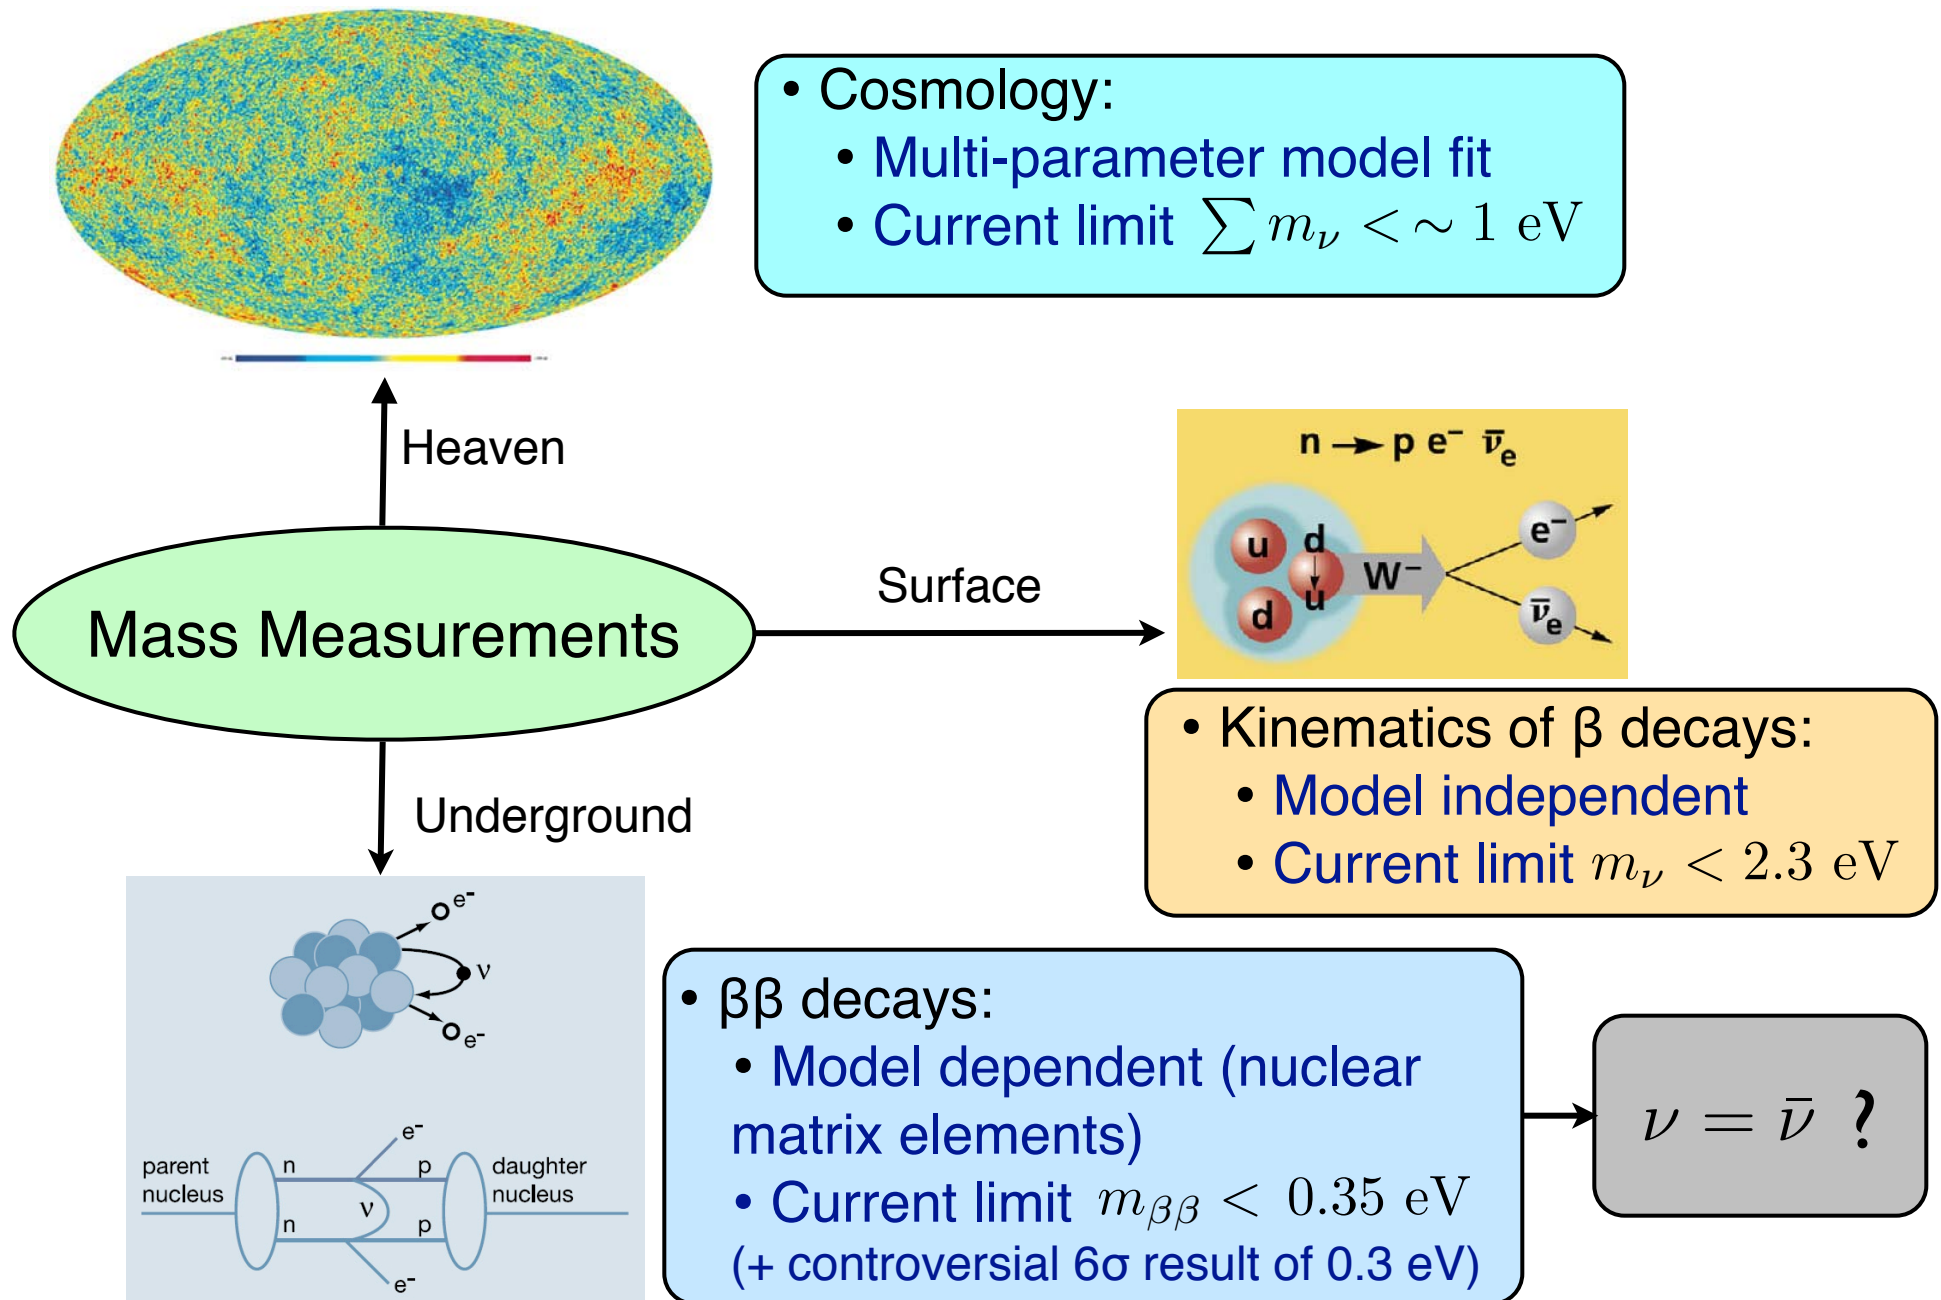 • Cosmology:
• Multi-parameter model fit
• Current limit ∑ m_ν < ∼ 1 eV
Heaven
n → p e⁻ ν̄_e
u d
W⁻
d u
e⁻
ν̄_e
Surface
Mass Measurements
• Kinematics of β decays:
• Model independent
• Current limit m_ν < 2.3 eV
Underground
e⁻
ν
e⁻
• ββ decays:
• Model dependent (nuclear
matrix elements)
• Current limit m_ββ < 0.35 eV
(+ controversial 6σ result of 0.3 eV)
ν = ν̄ ?
e⁻
parent
nucleus
n p
ν
n p
daughter
nucleus
e⁻